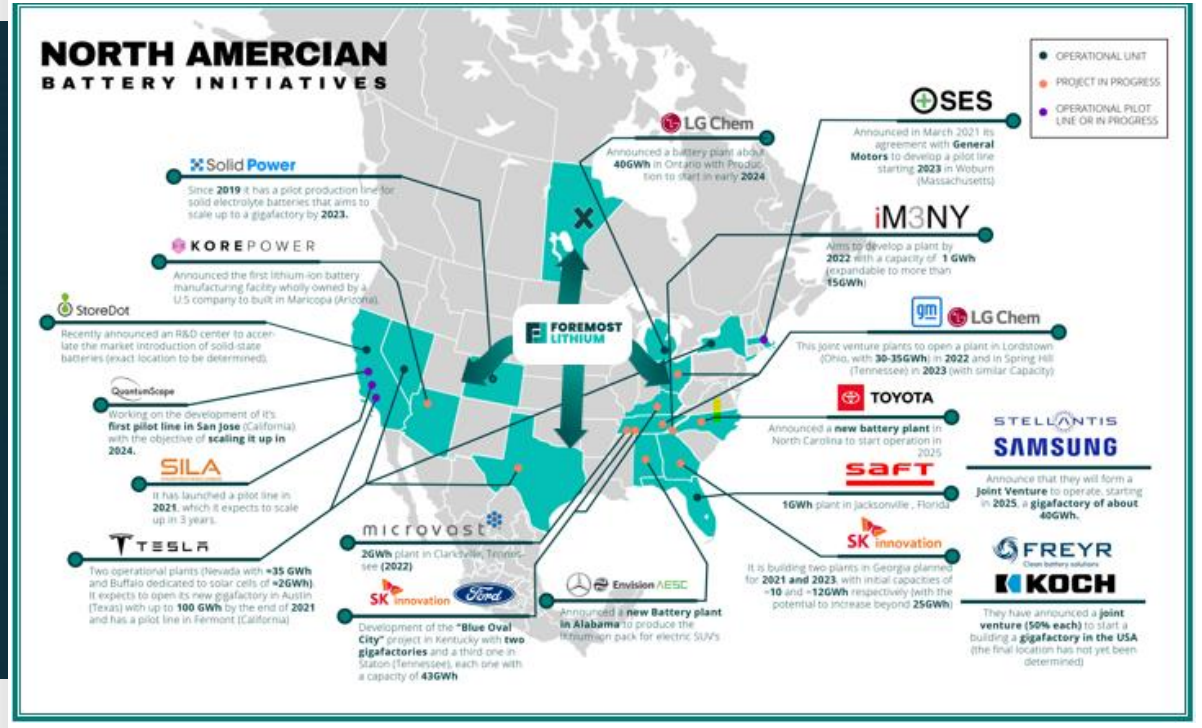 NORTH AMERCIAN
BATTERY INITIATIVES
OPERATIONAL UNIT
PROJECT IN PROGRESS
OPERATIONAL PILOT
LINE OR IN PROGRESS
SES
Announced in March 2021 its
agreement with General
Motors to develop a pilot line
starting 2023 in Woburn
(Massachusetts)
LG Chem
Announced a battery plant about
40GWh in Ontario with Produc-
tion to start in early 2024
Solid Power
Since 2019 it has a pilot production line for
solid electrolyte batteries that aims to
scale up to a gigafactory by 2023.
iM3NY
Aims to develop a plant by
2022 with a capacity of 1 GWh
(expandable to more than
15GWh)
KOREPOWER
Announced the first lithium-ion battery
manufacturing facility wholly owned by a
U.S company to built in Maricopa (Arizona).
StoreDot
Recently announced an R&D center to accer-
late the market introduction of solid-state
batteries (exact location to be determined).
FOREMOST
LITHIUM
gm LG Chem
This Joint venture plants to open a plant in Lordstown
(Ohio, with 30-35GWh) in 2022 and in Spring Hill
(Tennessee) in 2023 (with similar Capacity)
QuantumScape
Working on the development of it's
first pilot line in San Jose (California)
with the objective of scaling it up in
2024.
TOYOTA
Announced a new battery plant in
North Carolina to start operation in
2025
STELLANTIS
SAMSUNG
Announce that they will form a
Joint Venture to operate, starting
in 2025, a gigafactory of about
40GWh.
SILA
It has launched a pilot line in
2021, which it expects to scale
up in 3 years.
saft
1GWh plant in Jacksonville , Florida
TESLA
Two operational plants (Nevada with ≈35 GWh
and Buffalo dedicated to solar cells of ≈2GWh).
It expects to open its new gigafactory in Austin
(Texas) with up to 100 GWh by the end of 2021
and has a pilot line in Fermont (California)
microvast
2GWh plant in Clarksville,
see (2022)
SK innovation
It is building two plants in Georgia planned
for 2021 and 2023, with initial capacities of
≈10 and ≈12GWh respectively (with the
potential to increase beyond 25GWh)
FREYR
Clean battery solutions
KOCH
They have announced a joint
venture (50% each) to start a
building a gigafactory in the USA
(the final location has not yet been
determined)
SK innovation Ford
Development of the "Blue Oval
City" project in Kentucky with two
gigafactories and a third one in
Staton (Tennessee), each one with
a capacity of 43GWh
Envision AESC
Announced a new Battery plant
in Alabama to produce the
lithium-ion pack for electric SUV's